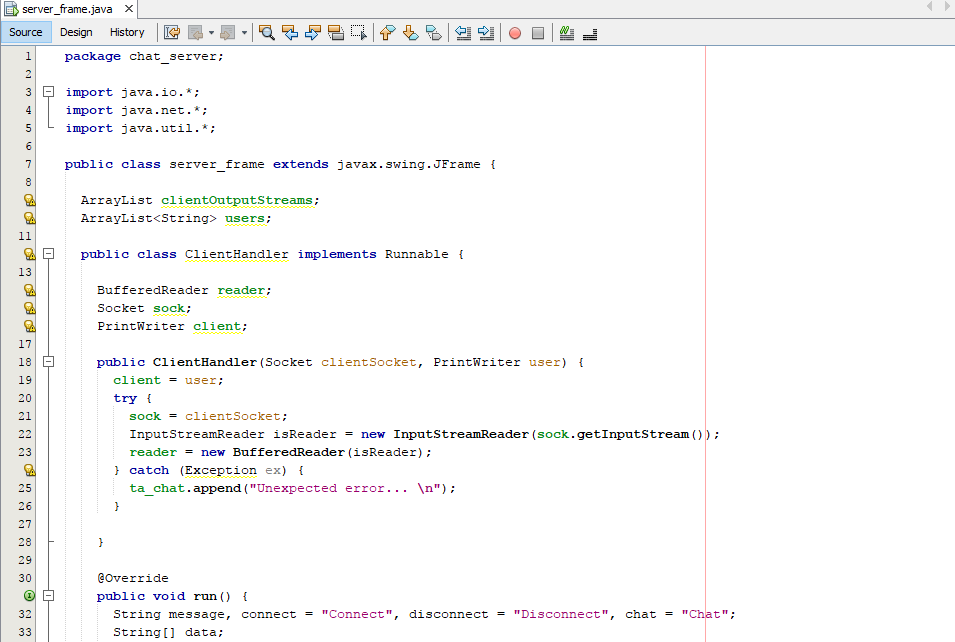 server_frame.java
Source Design History
1 package chat_server;
2
3 import java.io.*;
4 import java.net.*;
5 import java.util.*;
6
7 public class server_frame extends javax.swing.JFrame {
8
ArrayList clientOutputStreams;
ArrayList<String> users;
11
public class ClientHandler implements Runnable {
13
BufferedReader reader;
Socket sock;
PrintWriter client;
17
18 public ClientHandler(Socket clientSocket, PrintWriter user) {
19 client = user;
20 try {
21 sock = clientSocket;
22 InputStreamReader isReader = new InputStreamReader(sock.getInputStream());
23 reader = new BufferedReader(isReader);
} catch (Exception ex) {
25 ta_chat.append("Unexpected error... \n");
26 }
27
28 }
29
30 @Override
public void run() {
32 String message, connect = "Connect", disconnect = "Disconnect", chat = "Chat";
33 String[] data;